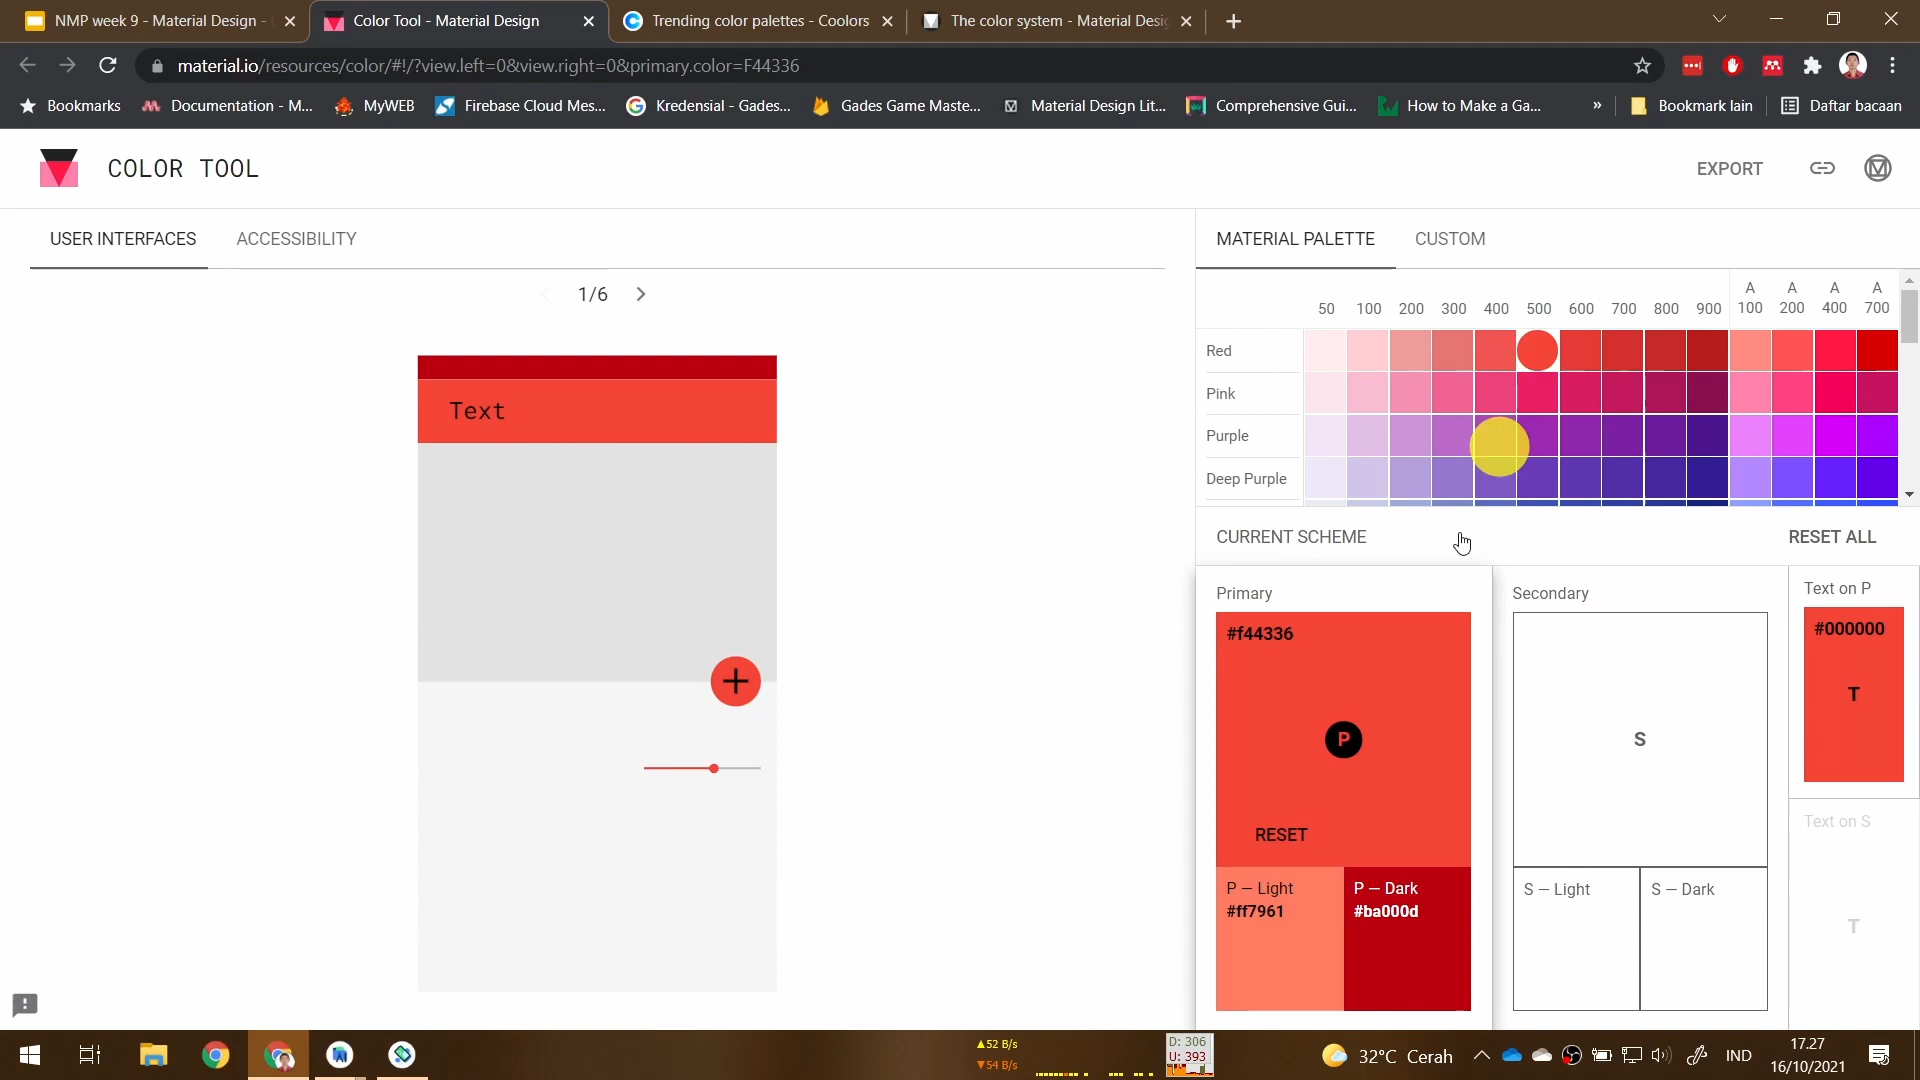 NMP week 9 - Material Design -
Color Tool - Material Design
Trending color palettes - Coolors
The color system - Material Desig
material.io/resources/color/#!/?view.left=0&view.right=0&primary.color=F44336
Bookmarks
Documentation - M...
MyWEB
Firebase Cloud Mes...
Kredensial - Gades...
Gades Game Maste...
Material Design Lit...
Comprehensive Gui...
How to Make a Ga...
»
Bookmark lain
Daftar bacaan
COLOR TOOL
EXPORT
USER INTERFACES
ACCESSIBILITY
MATERIAL PALETTE
CUSTOM
1/6
50 100 200 300 400 500 600 700 800 900 A 100 A 200 A 400 A 700
Red
Pink
Purple
Deep Purple
Text
CURRENT SCHEME
RESET ALL
Primary
#f44336
P
RESET
P — Light
#ff7961
P — Dark
#ba000d
Secondary
S
S — Light
S — Dark
Text on P
#000000
T
Text on S
T
52 B/s
54 B/s
D: 306
U: 393
32°C Cerah
IND
17.27
16/10/2021